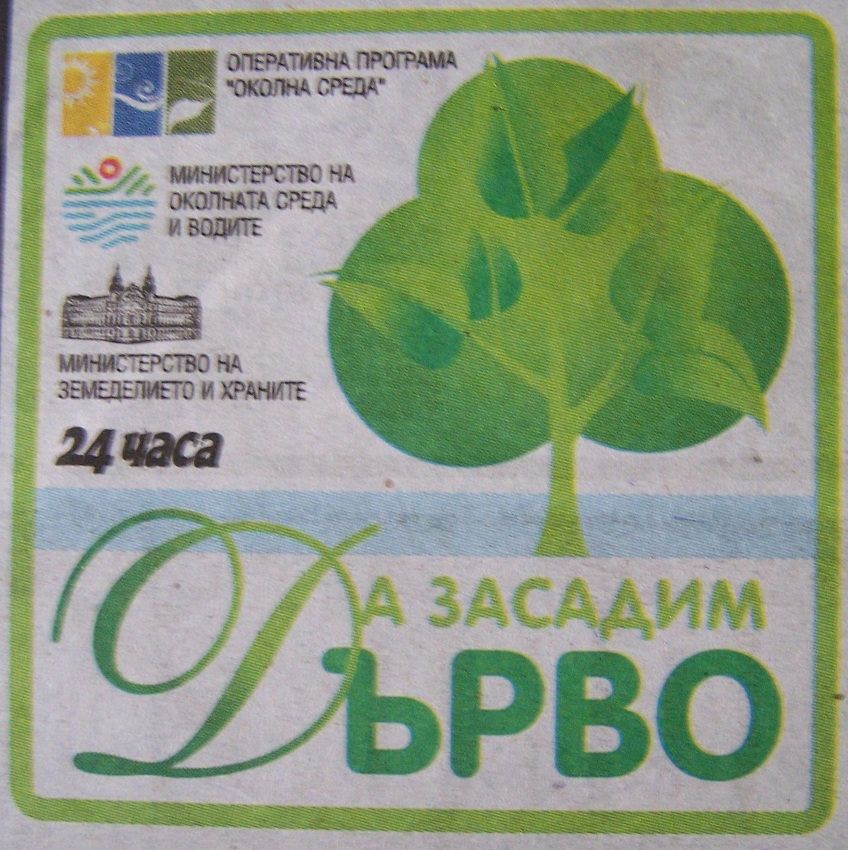 ОПЕРАТИВНА ПРОГРАМА
"ОКОЛНА СРЕДА"
МИНИСТЕРСТВО НА
ОКОЛНАТА СРЕДА
И ВОДИТЕ
МИНИСТЕРСТВО НА
ЗЕМЕДЕЛИЕТО И ХРАНИТЕ
24 часа
ДА ЗАСАДИМ
ДЪРВО